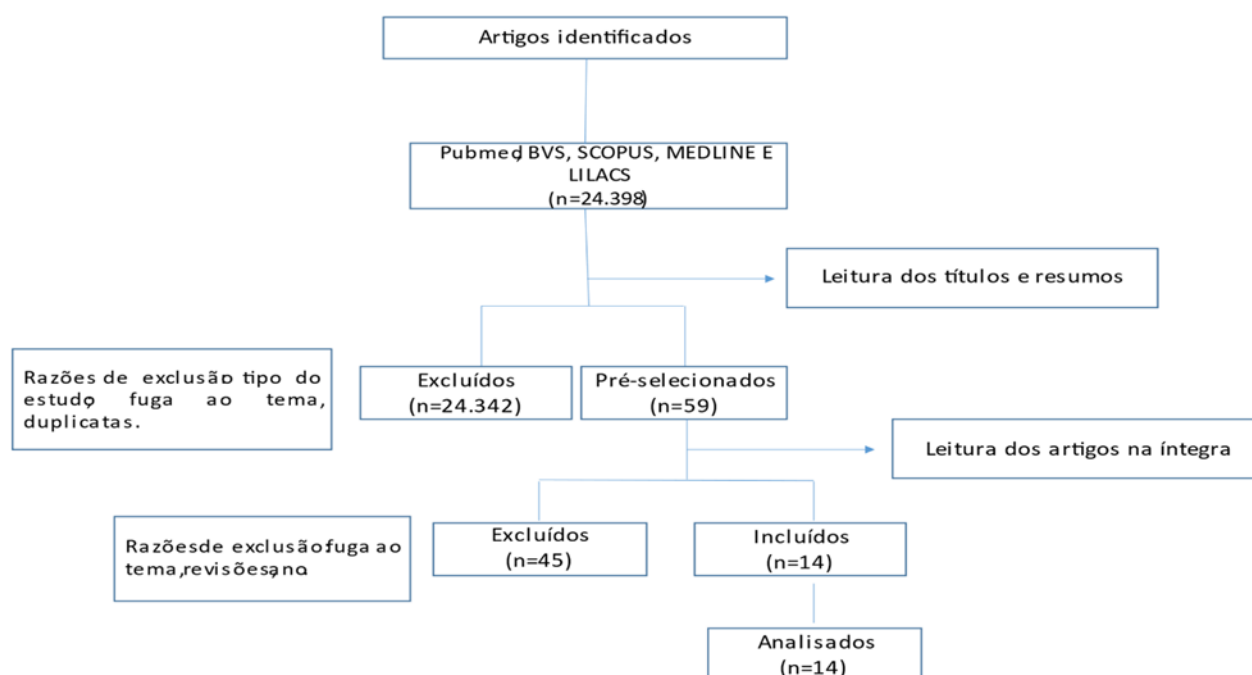 Artigos identificados
Pubmed, BVS, SCOPUS, MEDLINE E
LILACS
(n=24.398)
Leitura dos títulos e resumos
Razões de exclusão tipo do
estudo, fuga ao tema,
duplicatas.
Excluídos
(n=24.342)
Pré-selecionados
(n=59)
Leitura dos artigos na íntegra
Razões de exclusão fuga ao
tema, revisões, ano.
Excluídos
(n=45)
Incluídos
(n=14)
Analisados
(n=14)